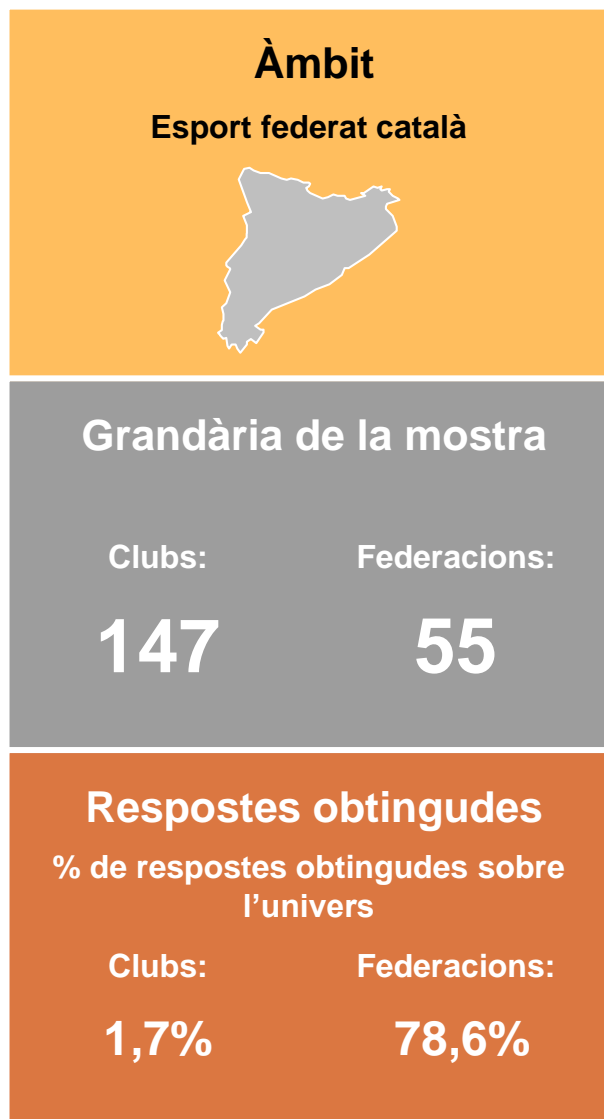 Àmbit
Esport federat català
Grandària de la mostra
Clubs:
Federacions:
147
55
Respostes obtingudes
% de respostes obtingudes sobre
l’univers
Clubs:
Federacions:
1,7%
78,6%